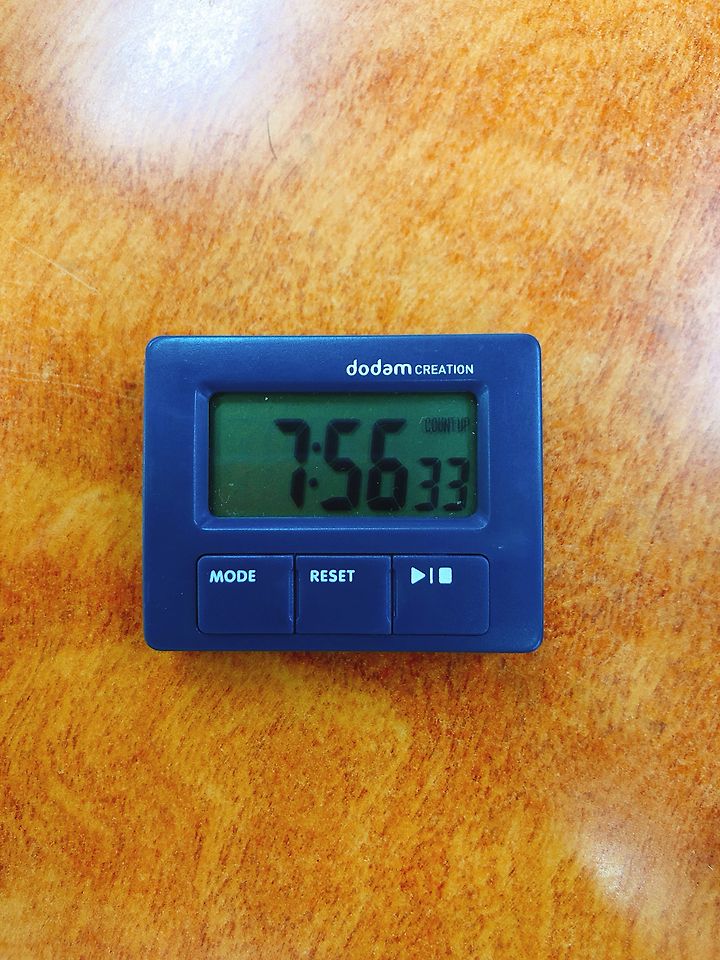 dodam CREATION
COUNT UP
7:56 33
MODE RESET